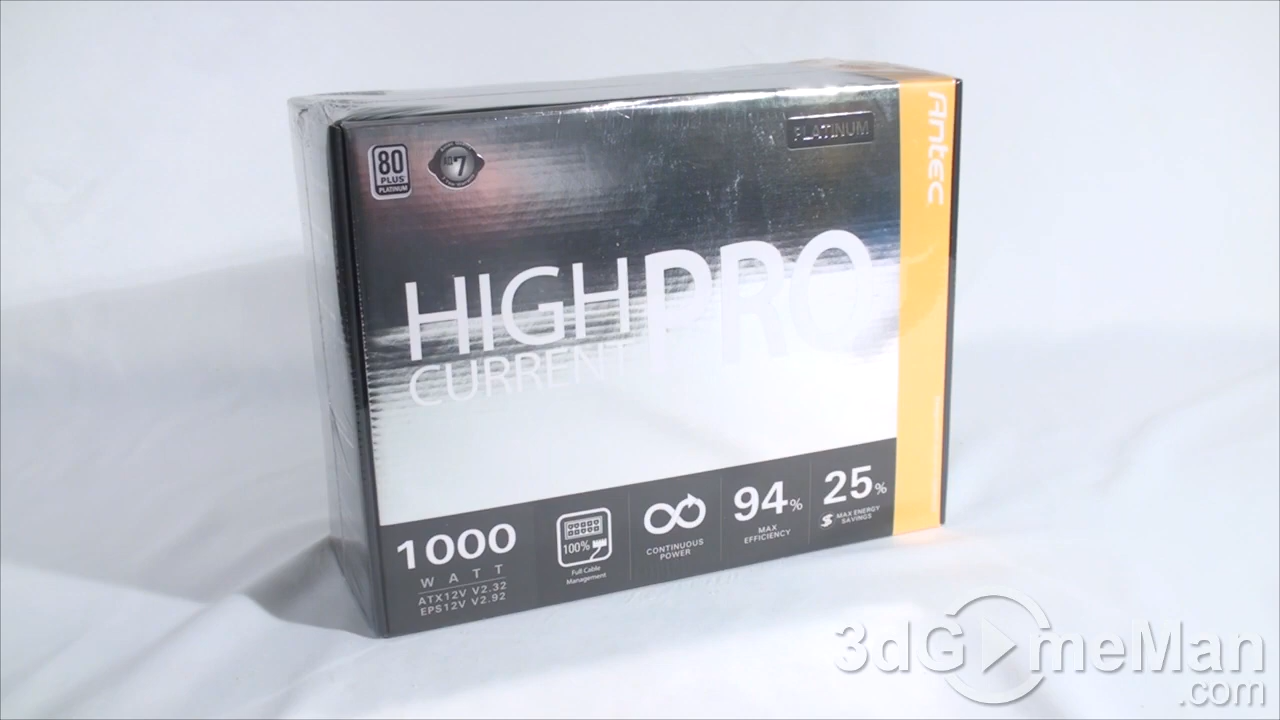 PLATINUM
Antec
80
PLUS
PLATINUM
7
HIGH
CURRENT
PRO
1000
WATT
ATX12V V2.32
EPS12V V2.92
100%
Full Cable
Management
CONTINUOUS
POWER
94%
MAX
EFFICIENCY
25%
MAX ENERGY
SAVINGS
3dGameMan
.com